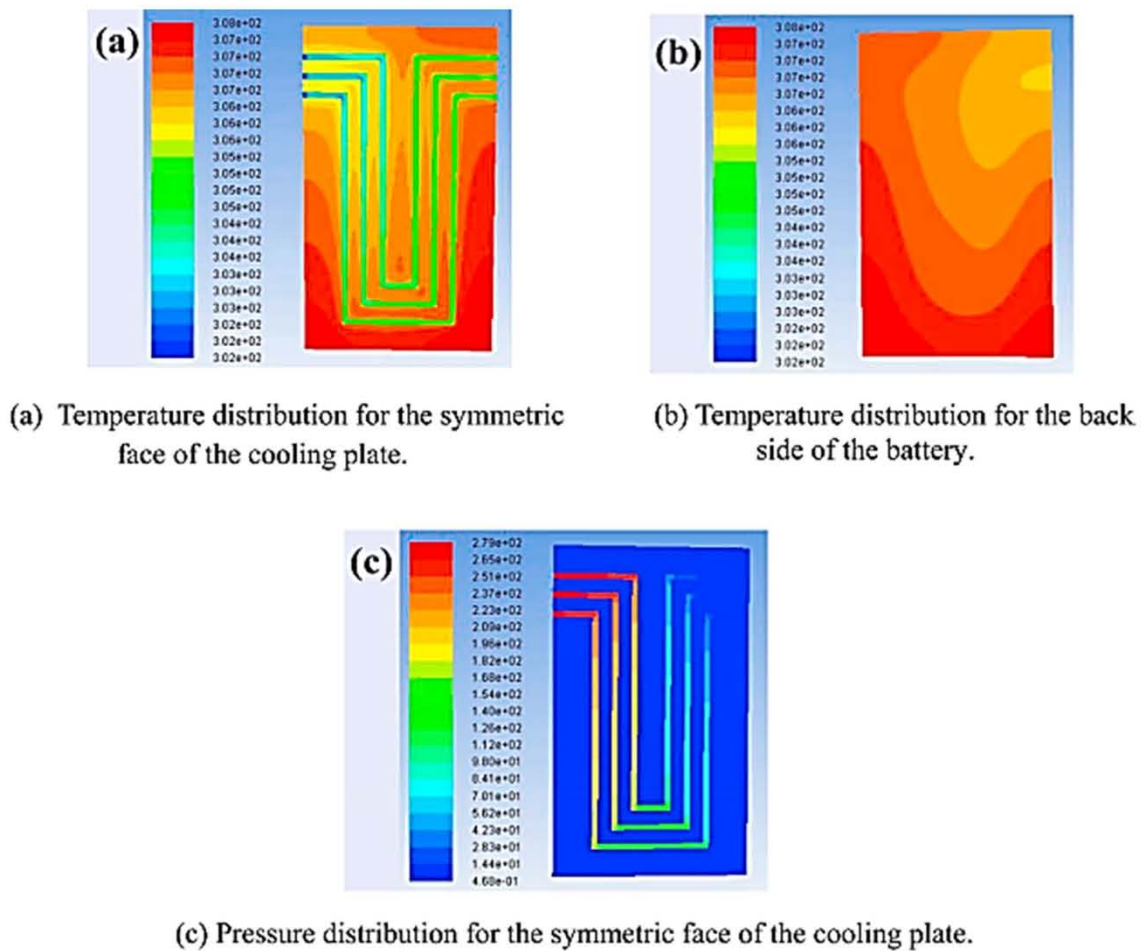 (a)
3.08e+02
3.07e+02
3.07e+02
3.07e+02
3.07e+02
3.06e+02
3.06e+02
3.06e+02
3.05e+02
3.05e+02
3.05e+02
3.04e+02
3.04e+02
3.04e+02
3.03e+02
3.03e+02
3.03e+02
3.02e+02
3.02e+02
3.02e+02
(b)
3.08e+02
3.07e+02
3.07e+02
3.07e+02
3.06e+02
3.06e+02
3.06e+02
3.05e+02
3.05e+02
3.05e+02
3.04e+02
3.04e+02
3.04e+02
3.03e+02
3.03e+02
3.03e+02
3.02e+02
3.02e+02
3.02e+02
(a) Temperature distribution for the symmetric
face of the cooling plate.
(b) Temperature distribution for the back
side of the battery.
(c)
2.79e+02
2.65e+02
2.51e+02
2.37e+02
2.23e+02
2.09e+02
1.96e+02
1.82e+02
1.68e+02
1.54e+02
1.40e+02
1.26e+02
1.12e+02
9.80e+01
8.41e+01
7.01e+01
5.62e+01
4.23e+01
2.83e+01
1.44e+01
4.68e-01
(c) Pressure distribution for the symmetric face of the cooling plate.